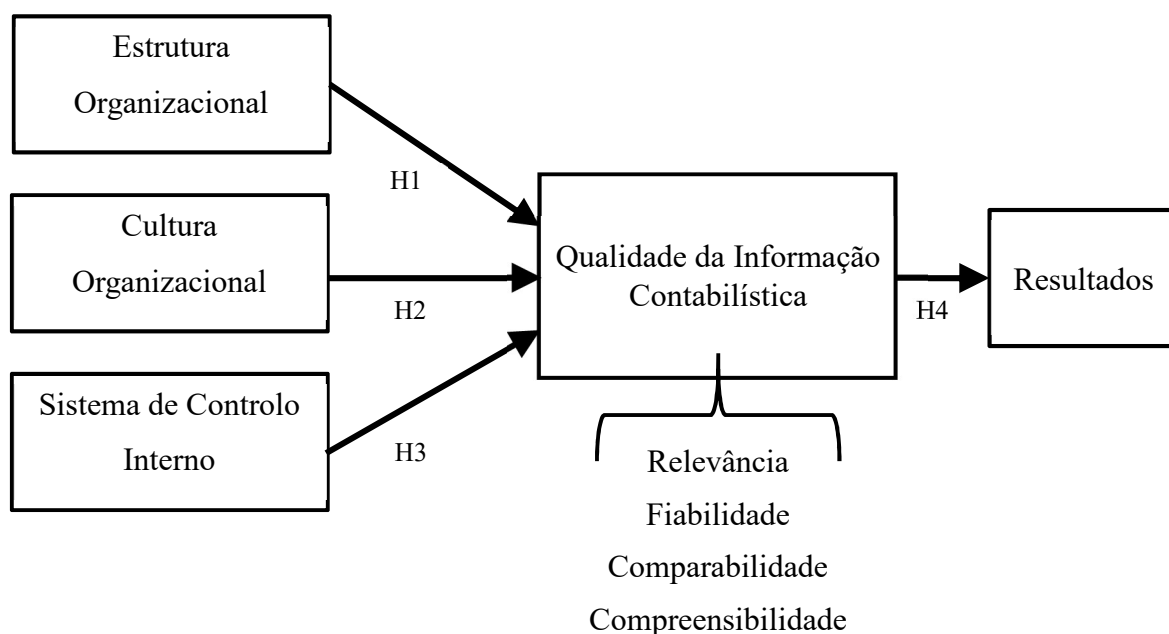 Estrutura
Organizacional
H1
Cultura
Organizacional
H2
Sistema de Controlo
Interno
H3
Qualidade da Informação
Contabilística
H4
Resultados
Relevância
Fiabilidade
Comparabilidade
Compreensibilidade